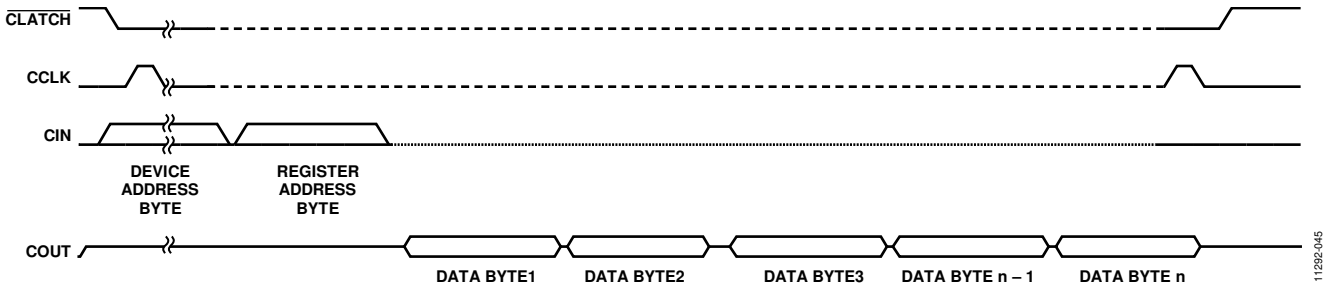 CLATCH
CCLK
CIN
DEVICE
ADDRESS
BYTE
REGISTER
ADDRESS
BYTE
COUT
DATA BYTE1
DATA BYTE2
DATA BYTE3
DATA BYTE n – 1
DATA BYTE n
11292-045